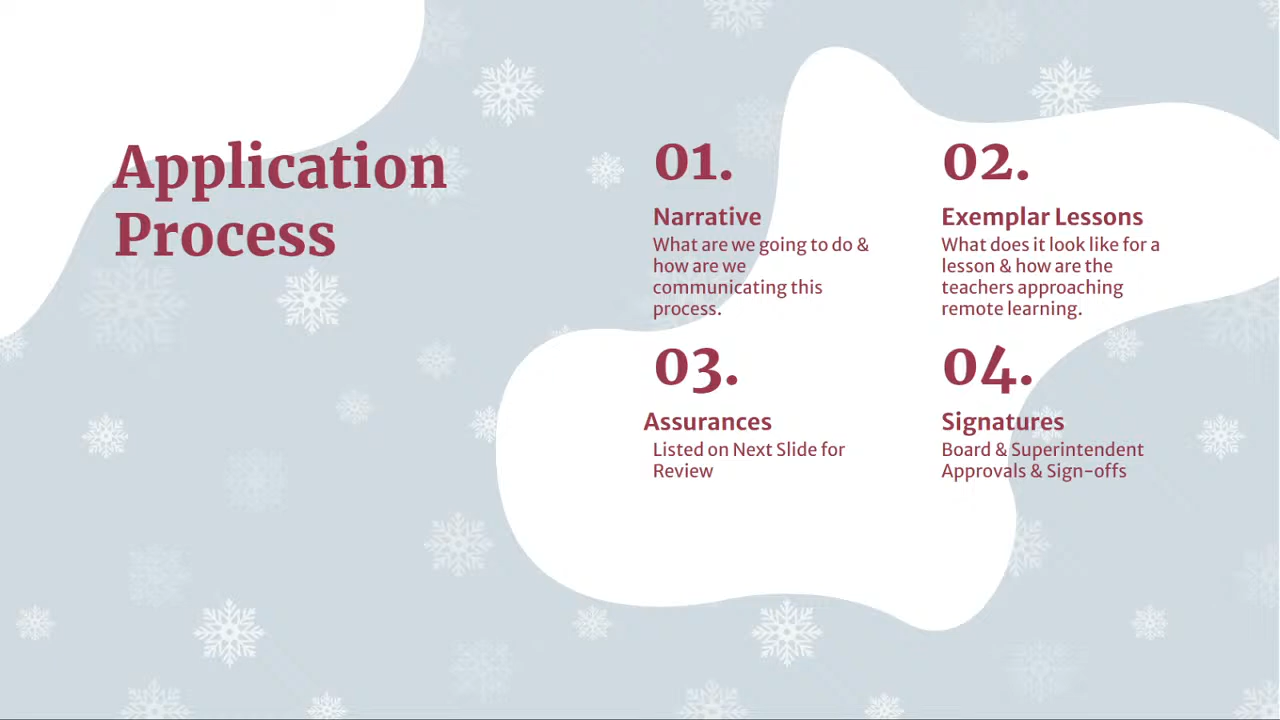 Application
Process
01.
Narrative
What are we going to do &
how are we
communicating this
process.
02.
Exemplar Lessons
What does it look like for a
lesson & how are the
teachers approaching
remote learning.
03.
Assurances
Listed on Next Slide for
Review
04.
Signatures
Board & Superintendent
Approvals & Sign-offs